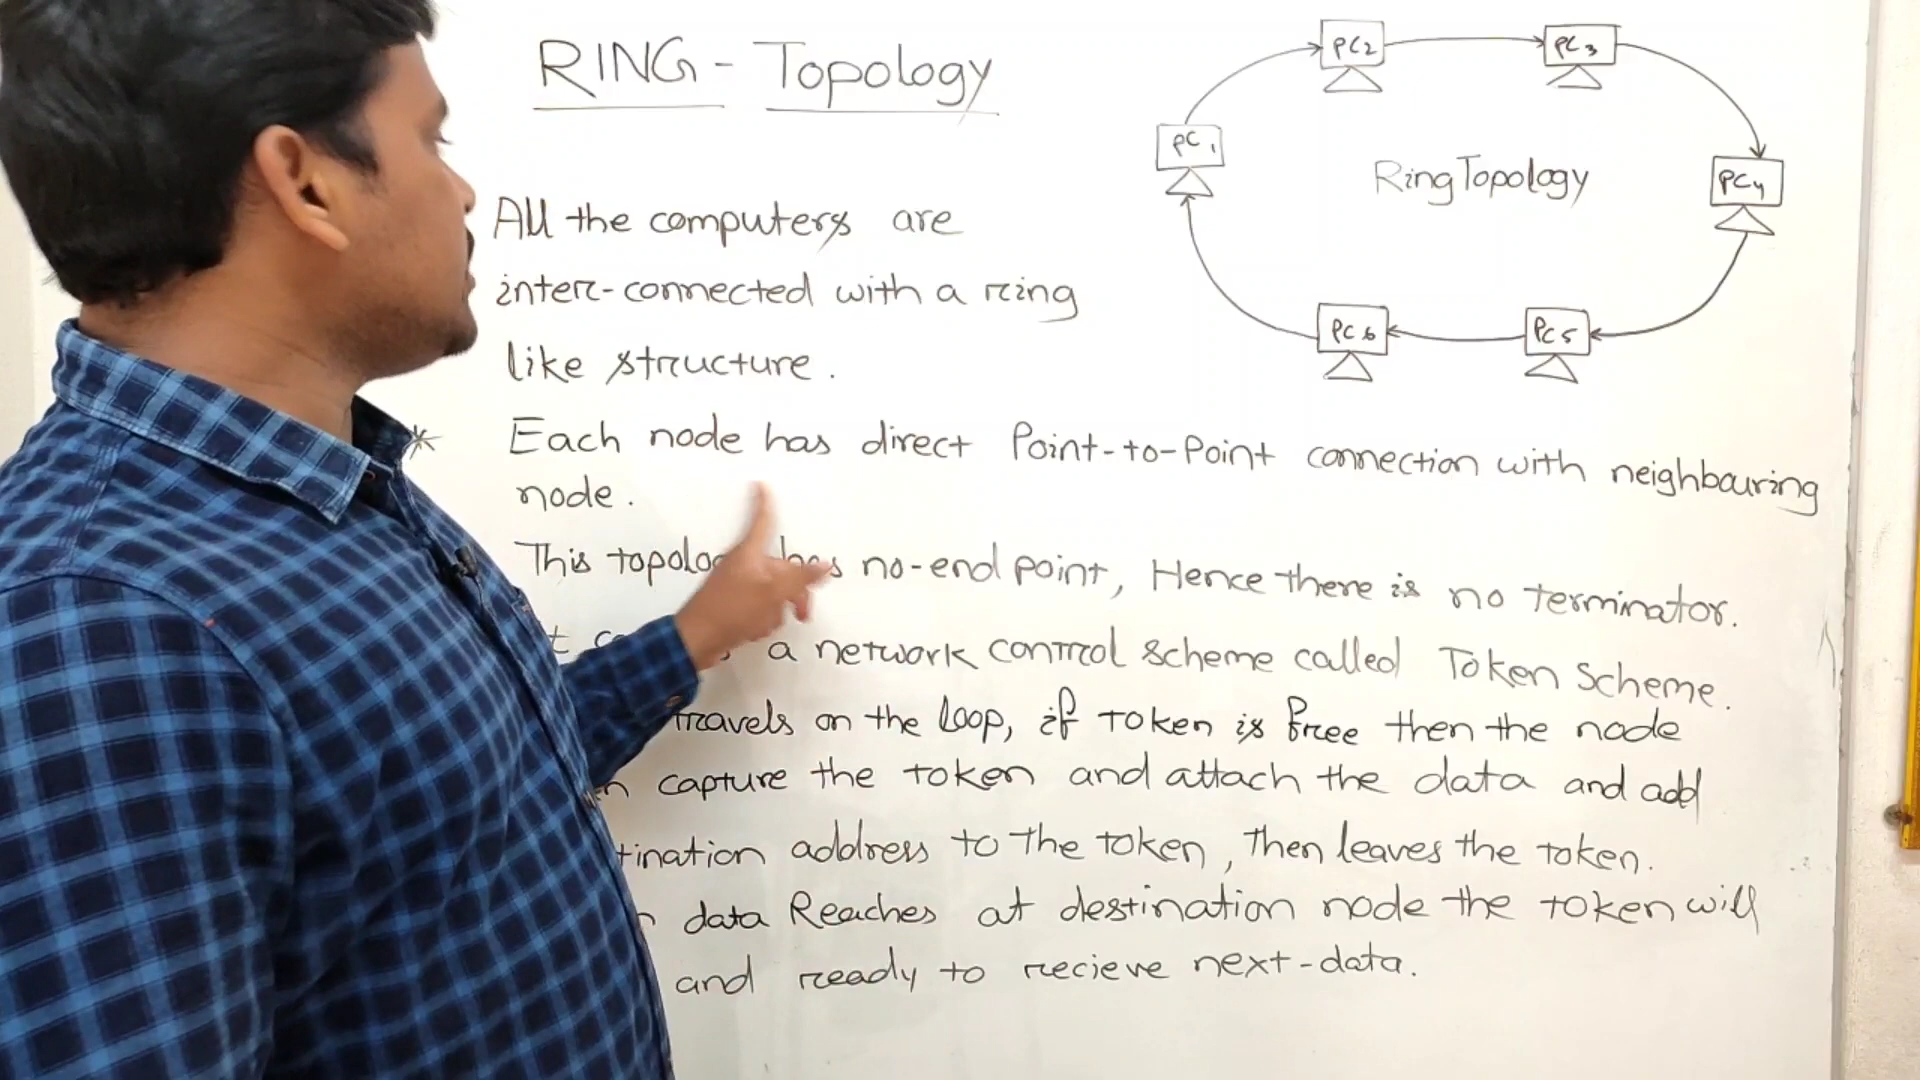 RING - Topology
PC2
PC3
PC1
Ring Topology
PC4
PC6
PC5
All the computers are
inter-connected with a ring
like structure.
* Each node has direct Point-to-Point connection with neighbouring
node.
This has no-end point, Hence there is no terminator.
a network control scheme called Token Scheme.
travels on the loop, if token is free then the node
capture the token and attach the data and add
address to the token, then leaves the token.
data Reaches at destination node the token will
and ready to recieve next-data.